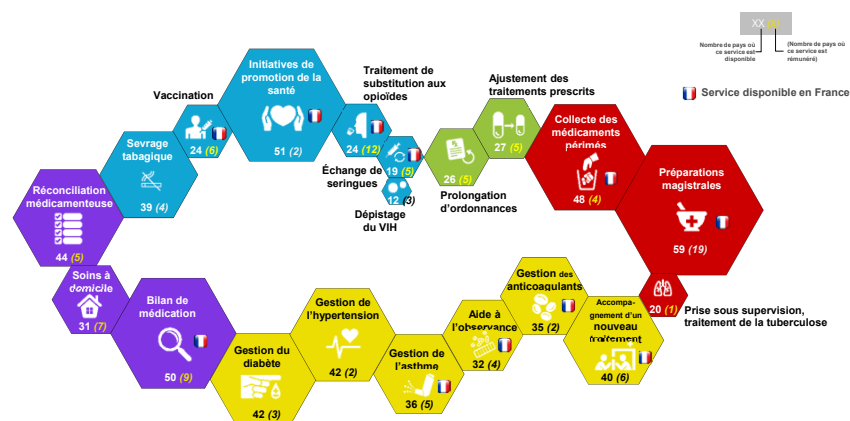 XX (X)
Nombre de pays où
ce service est
disponible
(Nombre de pays où
ce service est
rémunéré)
Service disponible en France
Initiatives de
promotion de la
santé
51 (2)
Traitement de
substitution aux
opioïdes
24 (12)
Vaccination
24 (6)
Sevrage
tabagique
39 (4)
Échange de
seringues
19 (5)
12 (3)
Dépistage
du VIH
Ajustement des
traitements prescrits
27 (5)
26 (5)
Prolongation
d'ordonnances
Collecte des
médicaments
périmés
48 (4)
Préparations
magistrales
59 (19)
20 (1)
Prise sous supervision,
traitement de la tuberculose
Réconciliation
médicamenteuse
44 (5)
Soins à
domicile
31 (7)
Bilan de
médication
50 (9)
Gestion du
diabète
42 (3)
Gestion de
l'hypertension
42 (2)
Gestion de
l'asthme
36 (5)
Aide à
l'observance
32 (4)
Gestion des
anticoagulants
35 (2)
Accompa-
gnement d'un
nouveau
traitement
40 (6)